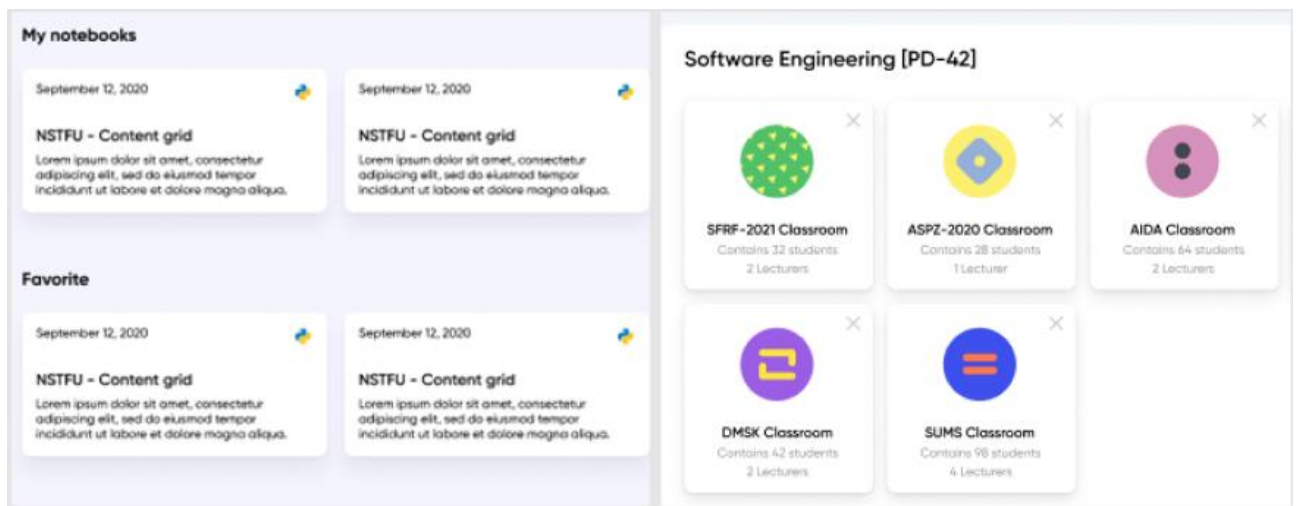 My notebooks
September 12, 2020
NSTFU - Content grid
Lorem ipsum dolor sit amet, consectetur
adipiscing elit, sed do eiusmod tempor
incididunt ut labore et dolore magna aliqua.
September 12, 2020
NSTFU - Content grid
Lorem ipsum dolor sit amet, consectetur
adipiscing elit, sed do eiusmod tempor
incididunt ut labore et dolore magna aliqua.
Favorite
September 12, 2020
NSTFU - Content grid
Lorem ipsum dolor sit amet, consectetur
adipiscing elit, sed do eiusmod tempor
incididunt ut labore et dolore magna aliqua.
September 12, 2020
NSTFU - Content grid
Lorem ipsum dolor sit amet, consectetur
adipiscing elit, sed do eiusmod tempor
incididunt ut labore et dolore magna aliqua.
Software Engineering [PD-42]
SFRF-2021 Classroom
Contains 32 students
2 Lecturers
ASPZ-2020 Classroom
Contains 28 students
1 Lecturer
AIDA Classroom
Contains 64 students
2 Lecturers
DMSK Classroom
Contains 42 students
2 Lecturers
SUMS Classroom
Contains 98 students
4 Lecturers